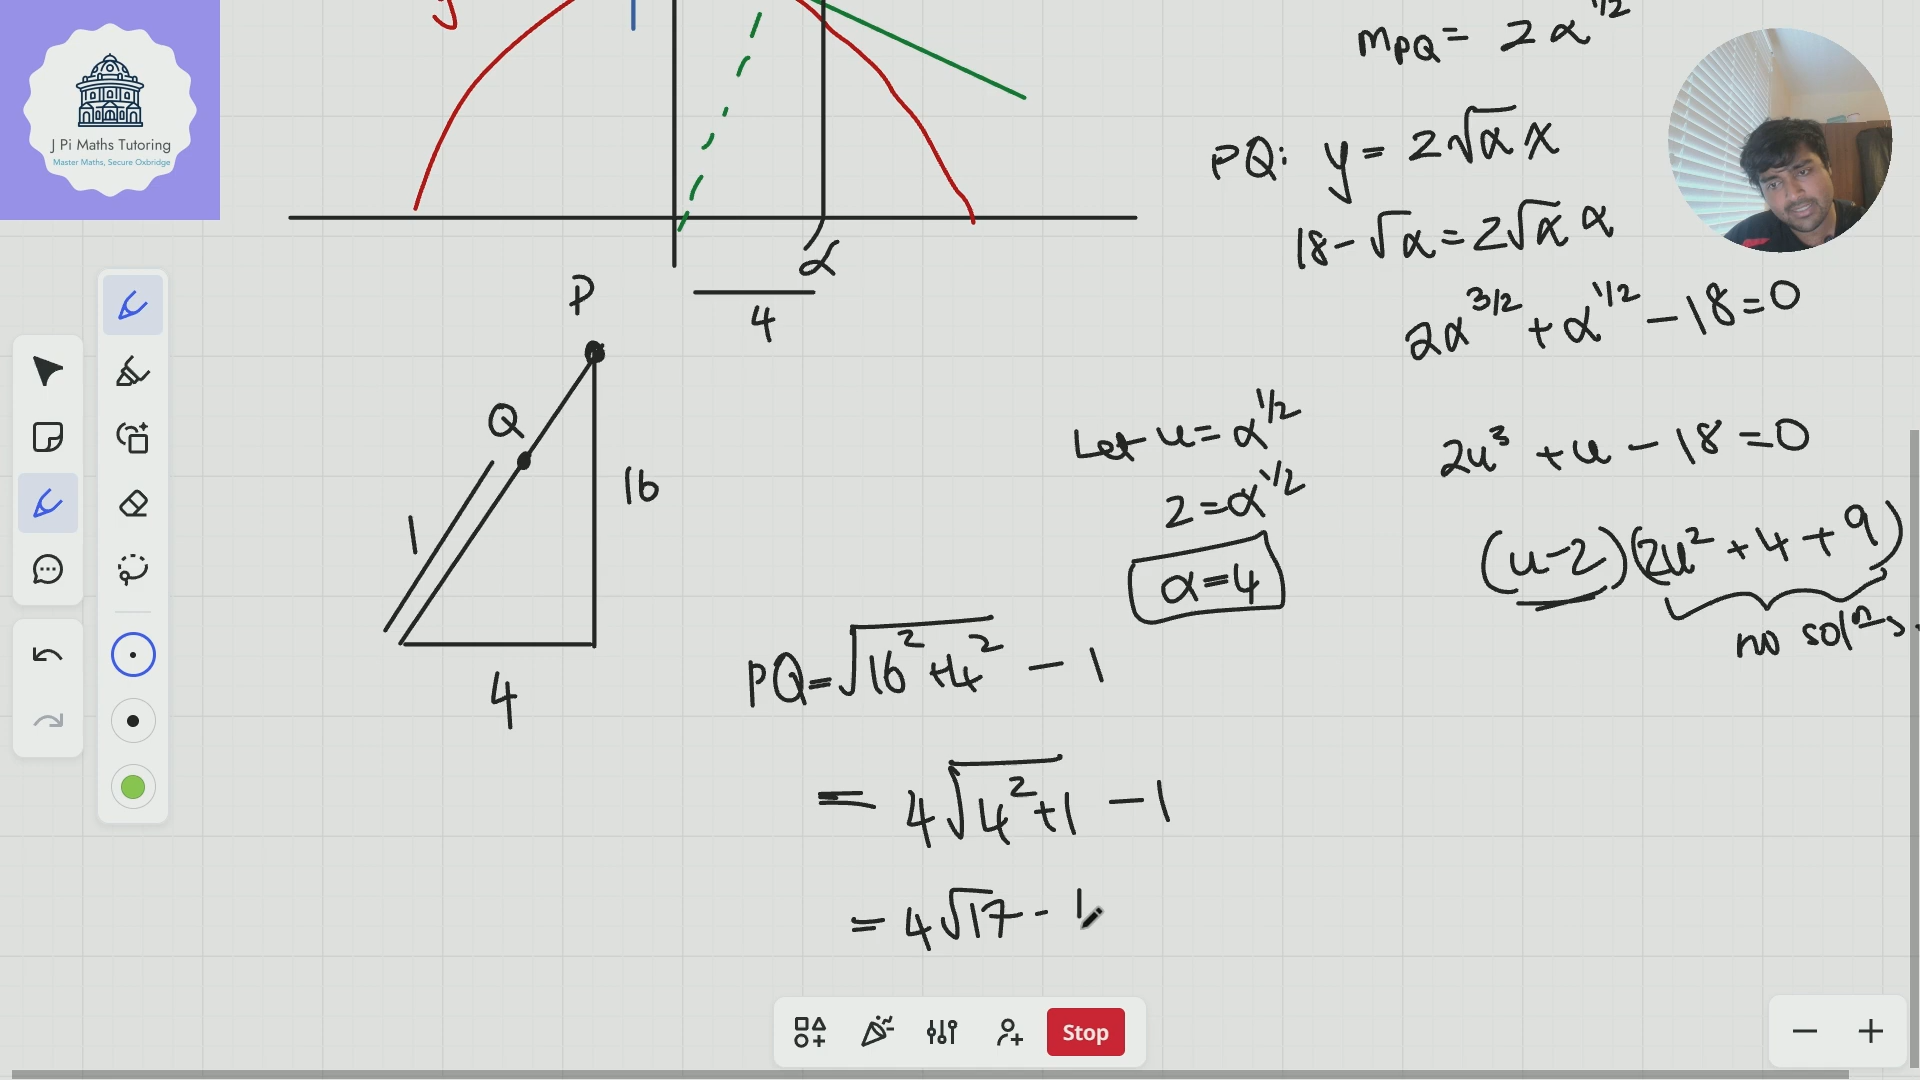 J Pi Maths Tutoring
Master Maths, Secure Oxbridge
y
α
4
P
Q
1
16
4
m_PQ = 2α^1/2
PQ: y = 2√α x
18 - √α = 2√α α
2α^3/2 + α^1/2 - 18 = 0
Let u = α^1/2
2u³ + u - 18 = 0
2 = α^1/2
(u-2)(2u² + 4 + 9)
α = 4
no solⁿs.
PQ = √16² + 4² - 1
= 4√4² + 1 - 1
= 4√17 - 1
Stop